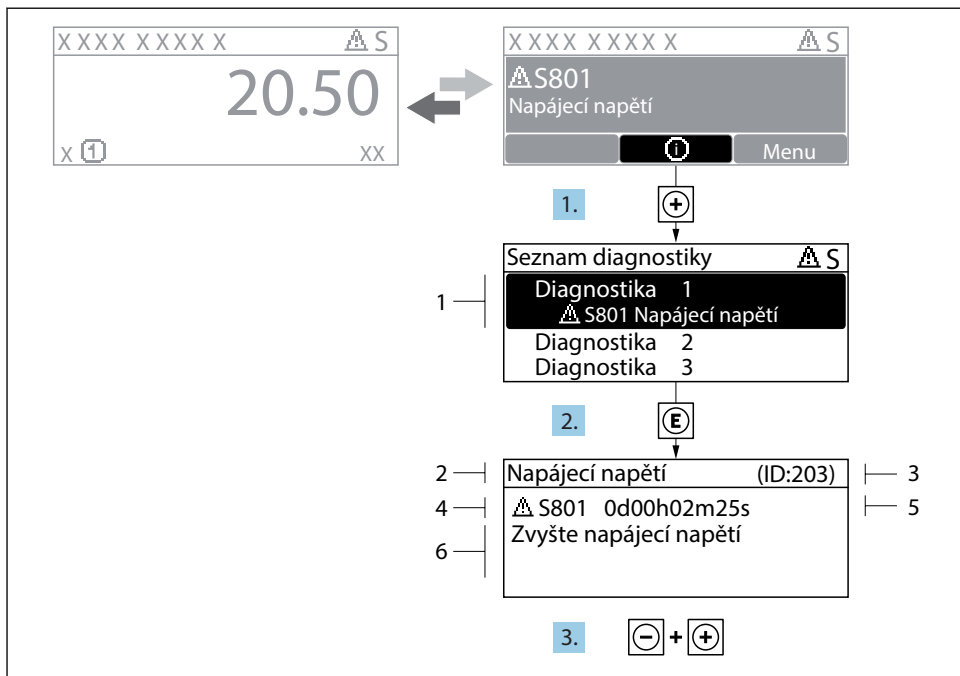 X XXXX X XXXX X ⚠ S
20.50
X 1 XX
X XXXX X XXXX X ⚠ S
⚠ S801
Napájecí napětí
i Menu
1. +
Seznam diagnostiky ⚠ S
1
Diagnostika 1
⚠ S801 Napájecí napětí
Diagnostika 2
Diagnostika 3
2. E
2 Napájecí napětí (ID:203) 3
4 ⚠ S801 0d00h02m25s 5
6 Zvyšte napájecí napětí
3. - + +